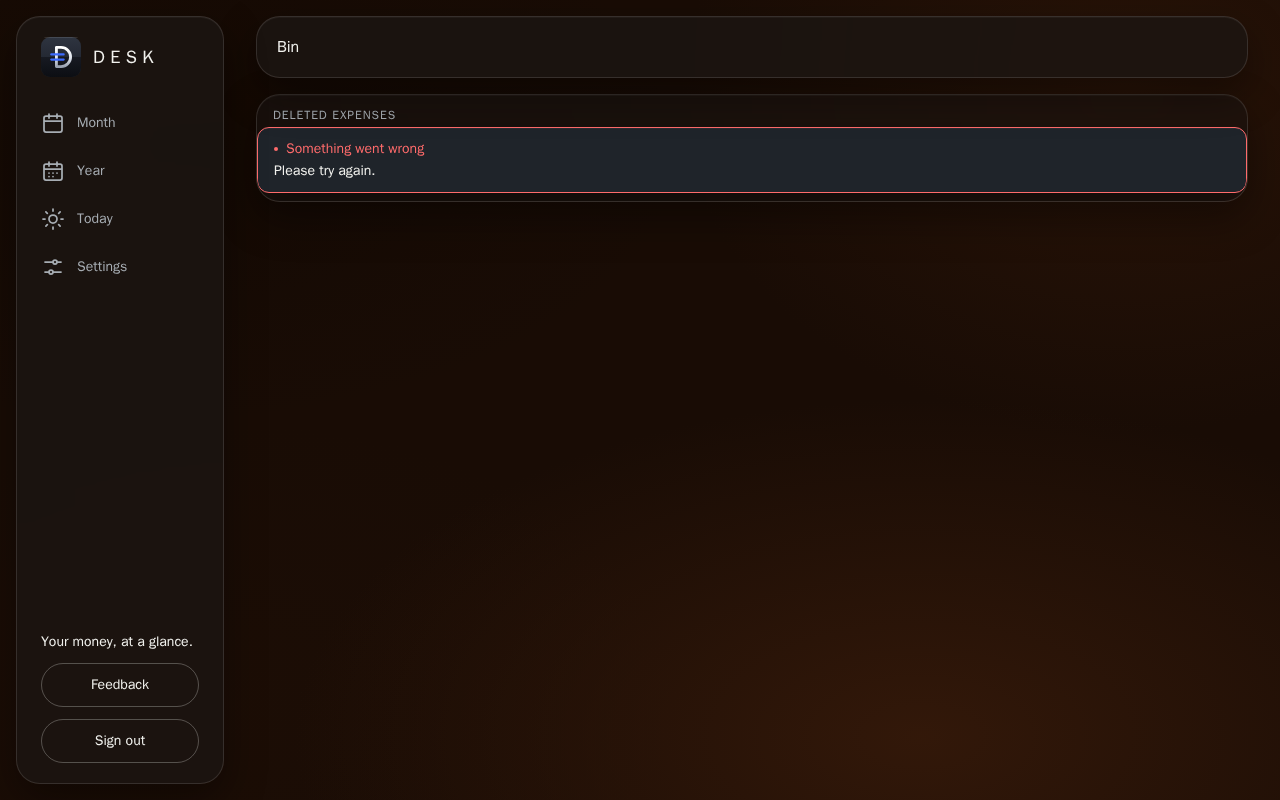 DESK
Month
Year
Today
Settings
Your money, at a glance.
Feedback
Sign out
Bin
DELETED EXPENSES
• Something went wrong
Please try again.